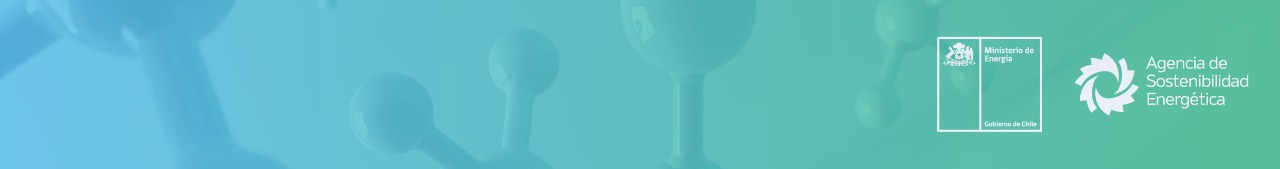 Ministerio de
Energía
Gobierno de Chile
Agencia de
Sostenibilidad
Energética